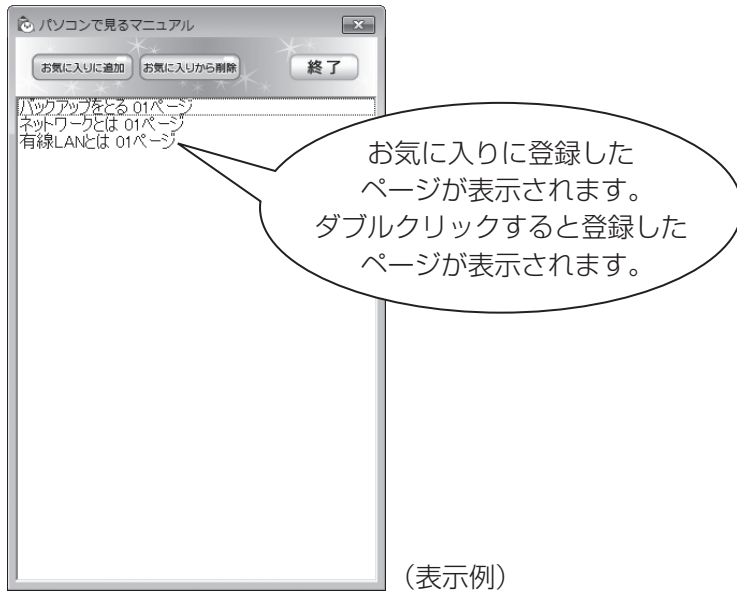 パソコンで見るマニュアル
お気に入りに追加 お気に入りから削除 終了
バックアップをとる 01ページ
ネットワークとは 01ページ
有線LANとは 01ページ
お気に入りに登録した
ページが表示されます。
ダブルクリックすると登録した
ページが表示されます。
(表示例)